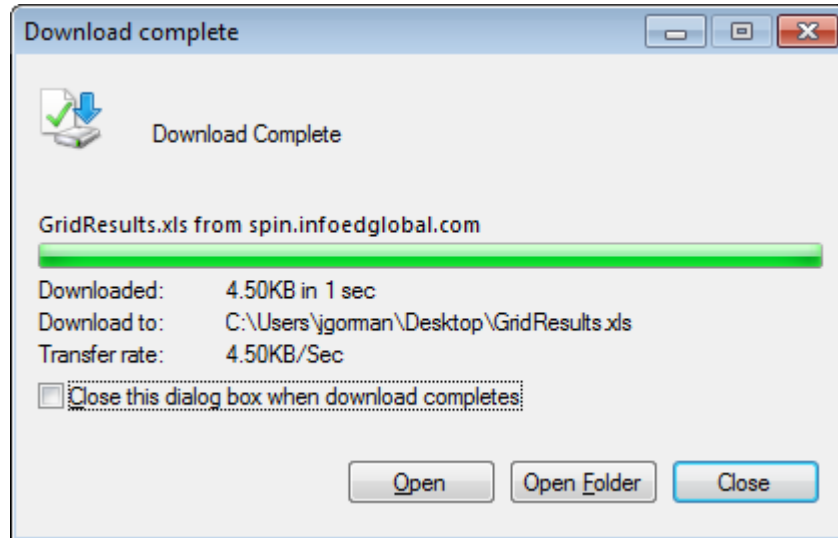 Download complete
Download Complete
GridResults.xls from spin.infoedglobal.com
Downloaded: 4.50KB in 1 sec
Download to: C:\Users\jgorman\Desktop\GridResults.xls
Transfer rate: 4.50KB/Sec
Close this dialog box when download completes
Open Open Folder Close